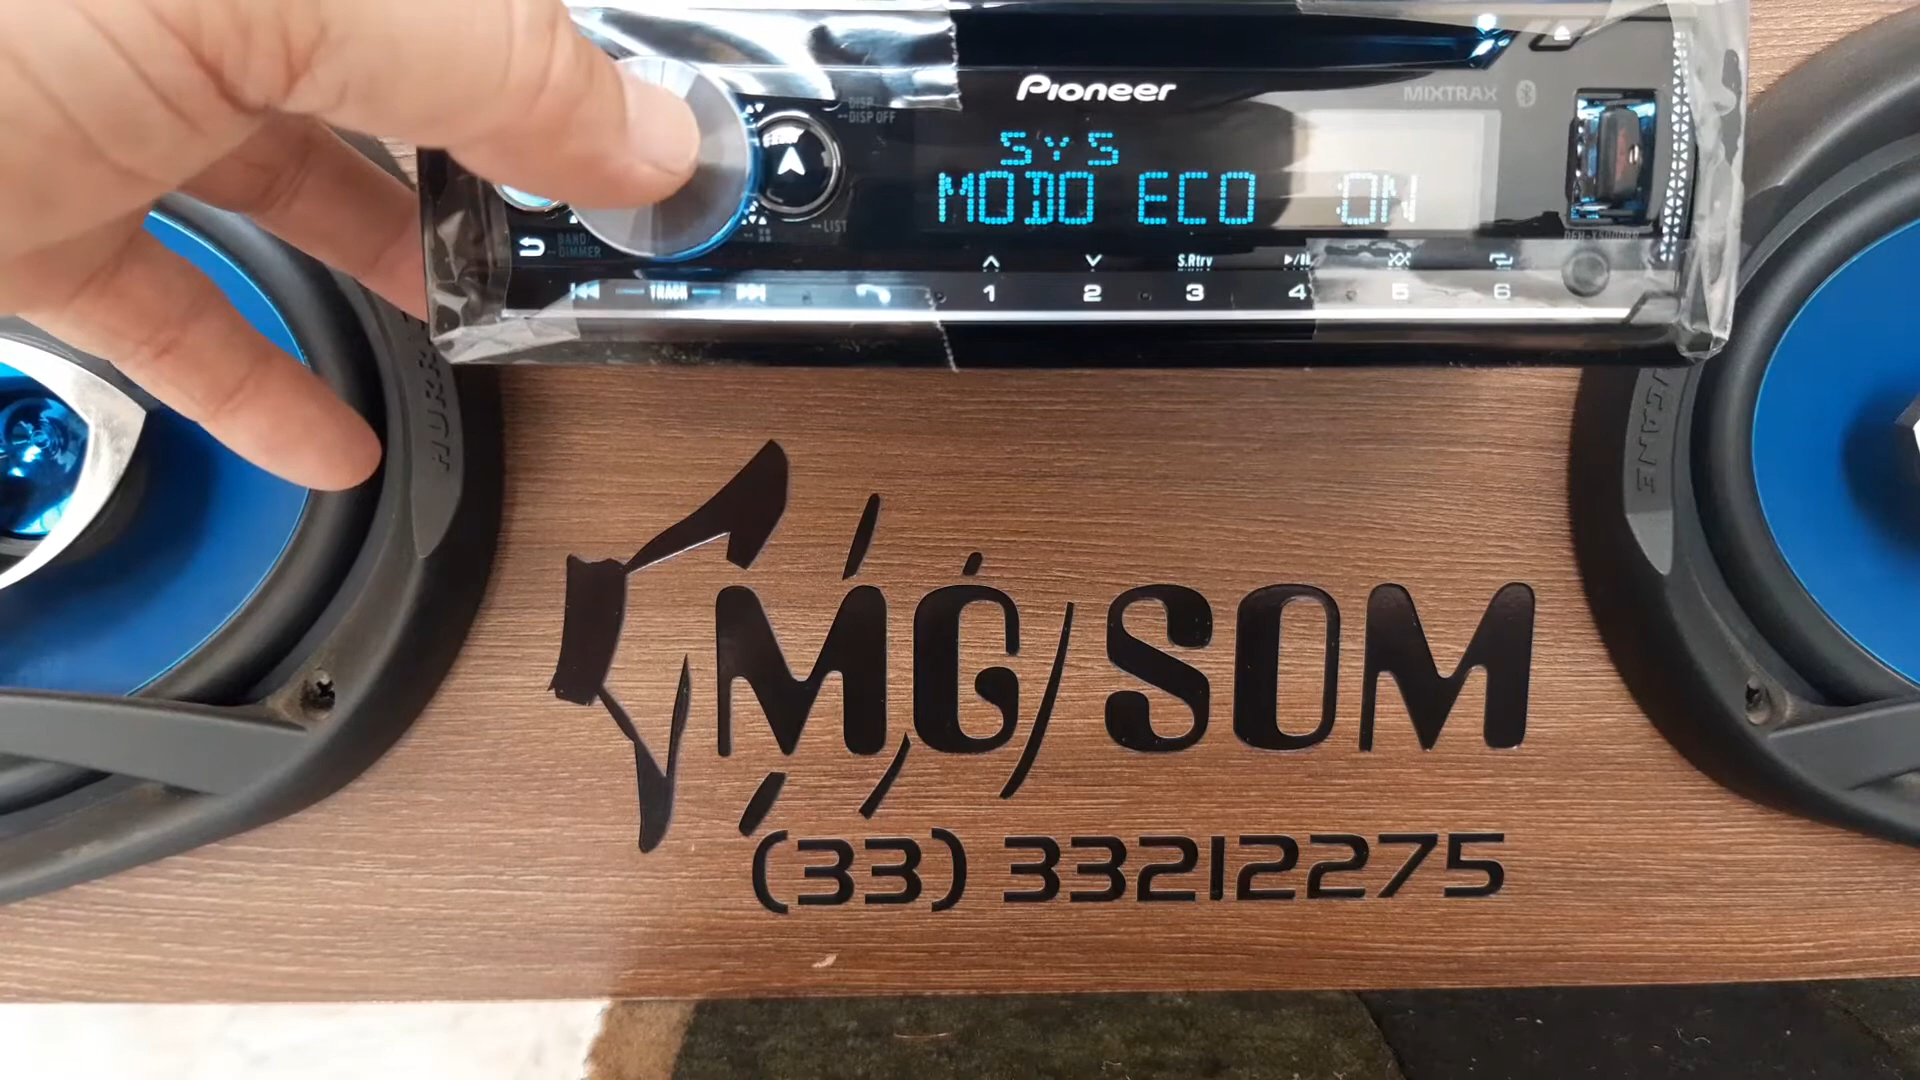 Pioneer
MIXTRAX
DISP
DISP OFF
SYS
MODO ECO ON
LIST
BAND
DIMMER
TRACK
S.Rtrv
1 2 3 4 5 6
MG/SOM
(33) 33212275